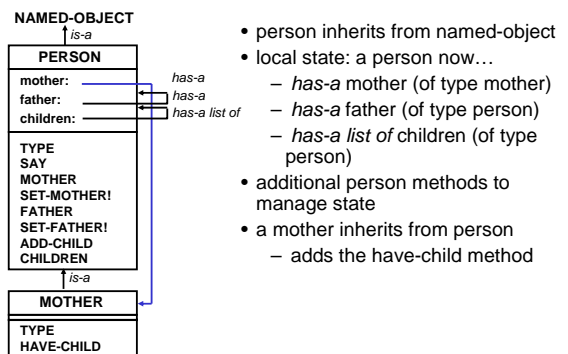 NAMED-OBJECT
is-a
PERSON
mother:
has-a
father:
has-a
children:
has-a list of
TYPE
SAY
MOTHER
SET-MOTHER!
FATHER
SET-FATHER!
ADD-CHILD
CHILDREN
is-a
MOTHER
TYPE
HAVE-CHILD
• person inherits from named-object
• local state: a person now…
– has-a mother (of type mother)
– has-a father (of type person)
– has-a list of children (of type
person)
• additional person methods to
manage state
• a mother inherits from person
– adds the have-child method